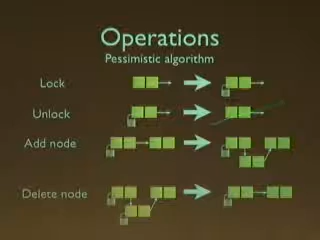 Operations
Pessimistic algorithm
Lock
Unlock
Add node
Delete node